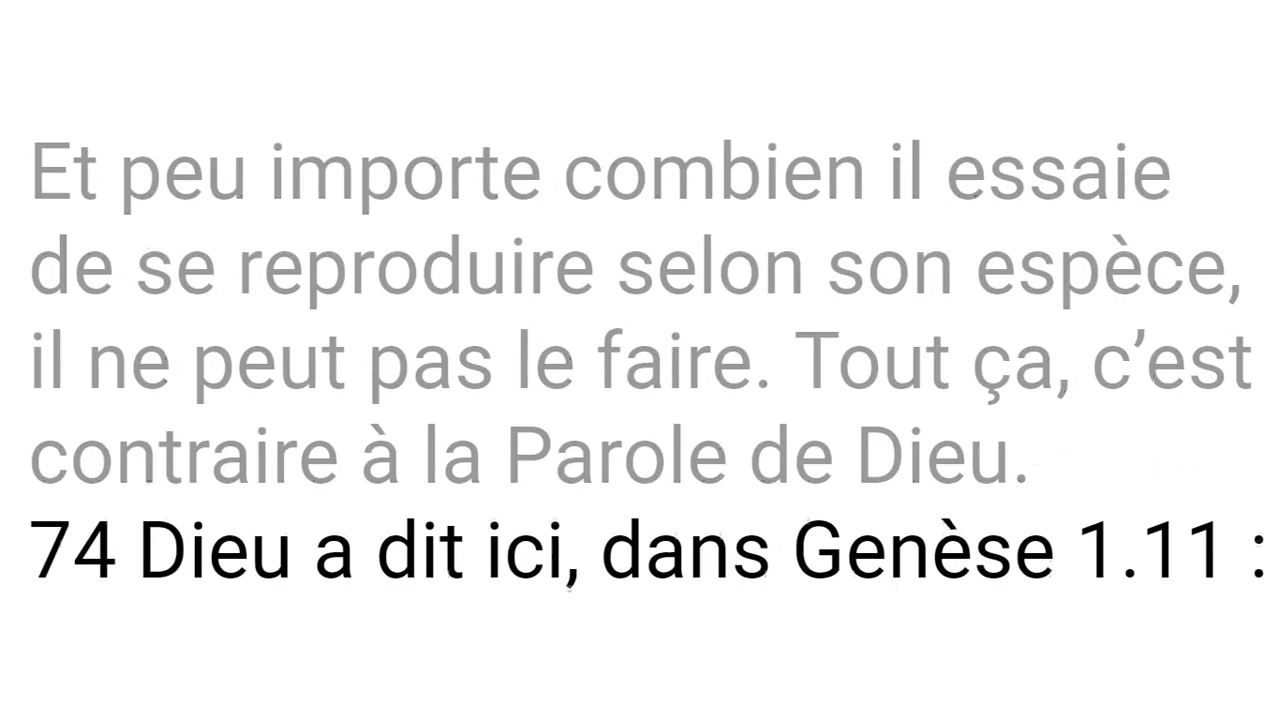 Et peu importe combien il essaie
de se reproduire selon son espèce,
il ne peut pas le faire. Tout ça, c’est
contraire à la Parole de Dieu.
74 Dieu a dit ici, dans Genèse 1.11 :